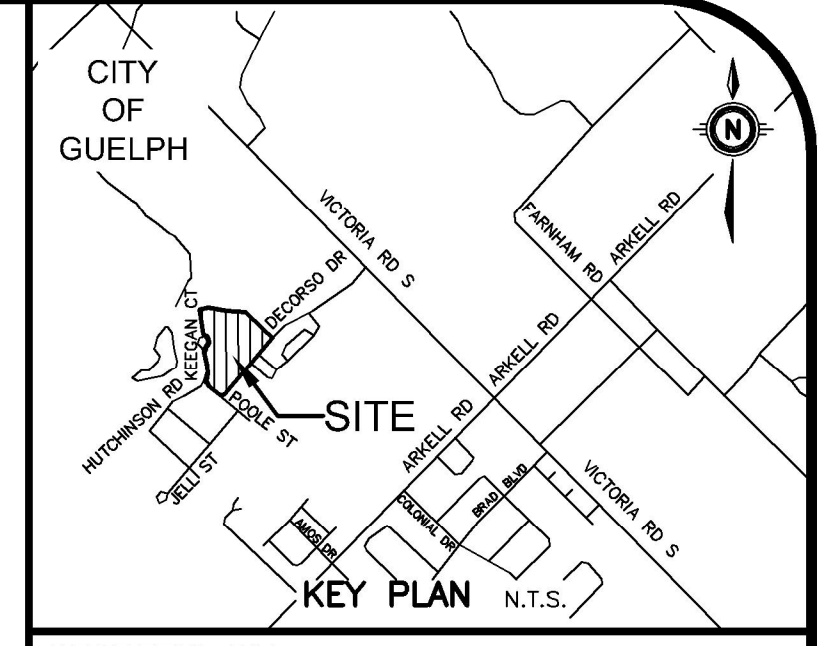 CITY
OF
GUELPH
N
VICTORIA RD S
FARNHAM RD
ARKELL RD
DECORSO DR
KEEGAN CT
ARKELL RD
SITE
HUTCHINSON RD
POOLE ST
ARKELL RD
JELLI ST
BRAD BLVD
VICTORIA RD S
COLONIAL DR
AMOS DR
KEY PLAN N.T.S.